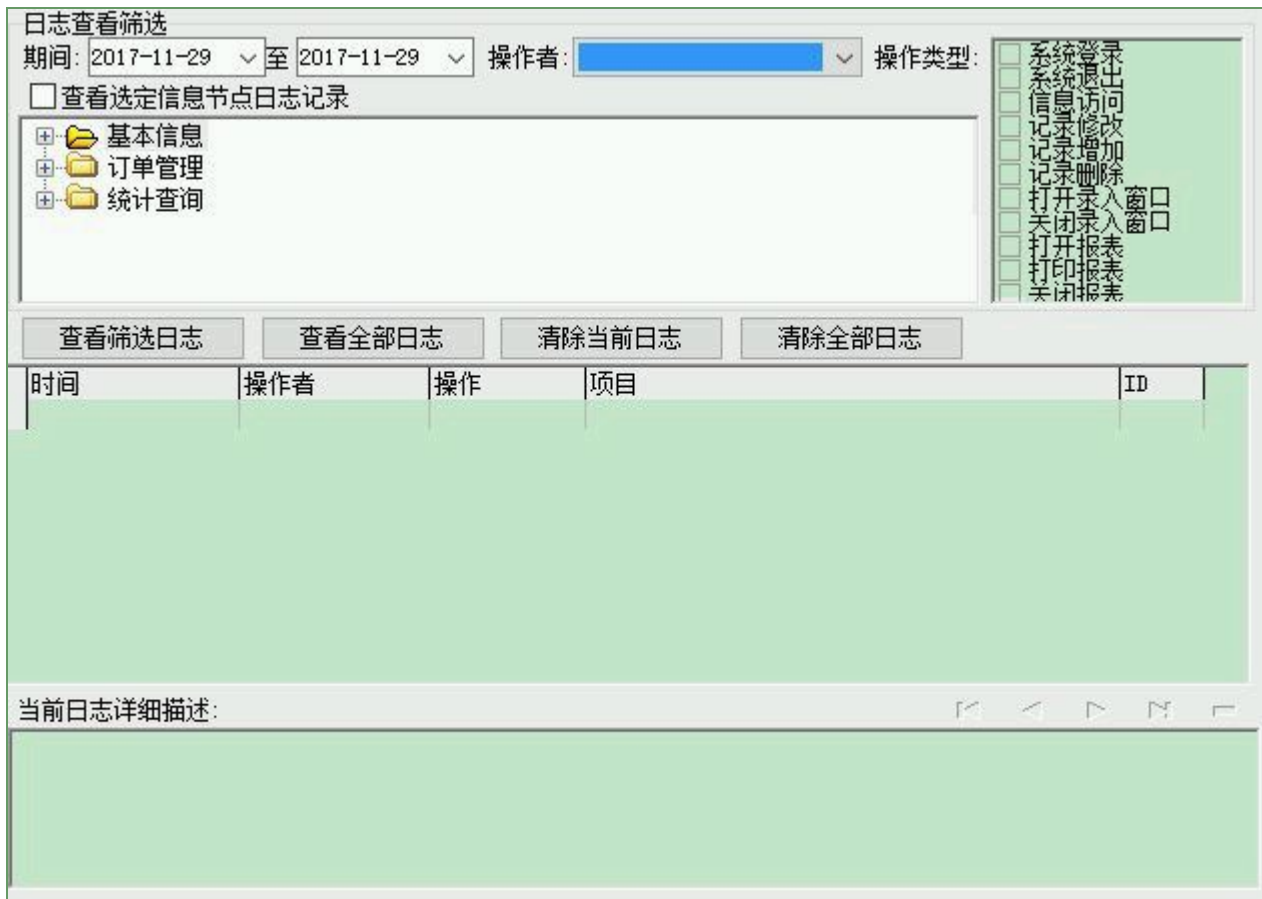 日志查看筛选
期间: 2017-11-29 至 2017-11-29 操作者: 操作类型:
系统登录
系统退出
信息访问
记录修改
记录增加
记录删除
打开录入窗口
关闭录入窗口
打开报表
打印报表
关闭报表
查看选定信息节点日志记录
基本信息
订单管理
统计查询
查看筛选日志 查看全部日志 清除当前日志 清除全部日志
时间 操作者 操作 项目 ID
当前日志详细描述: